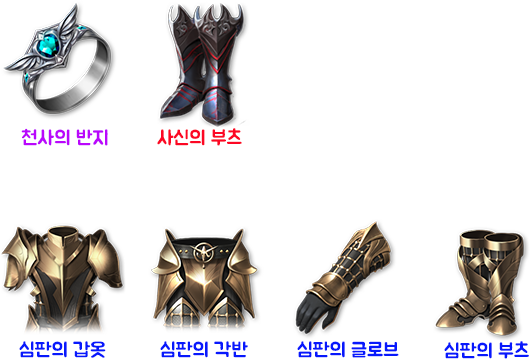 천사의 반지
사신의 부츠
심판의 갑옷
심판의 각반
심판의 글로브
심판의 부츠